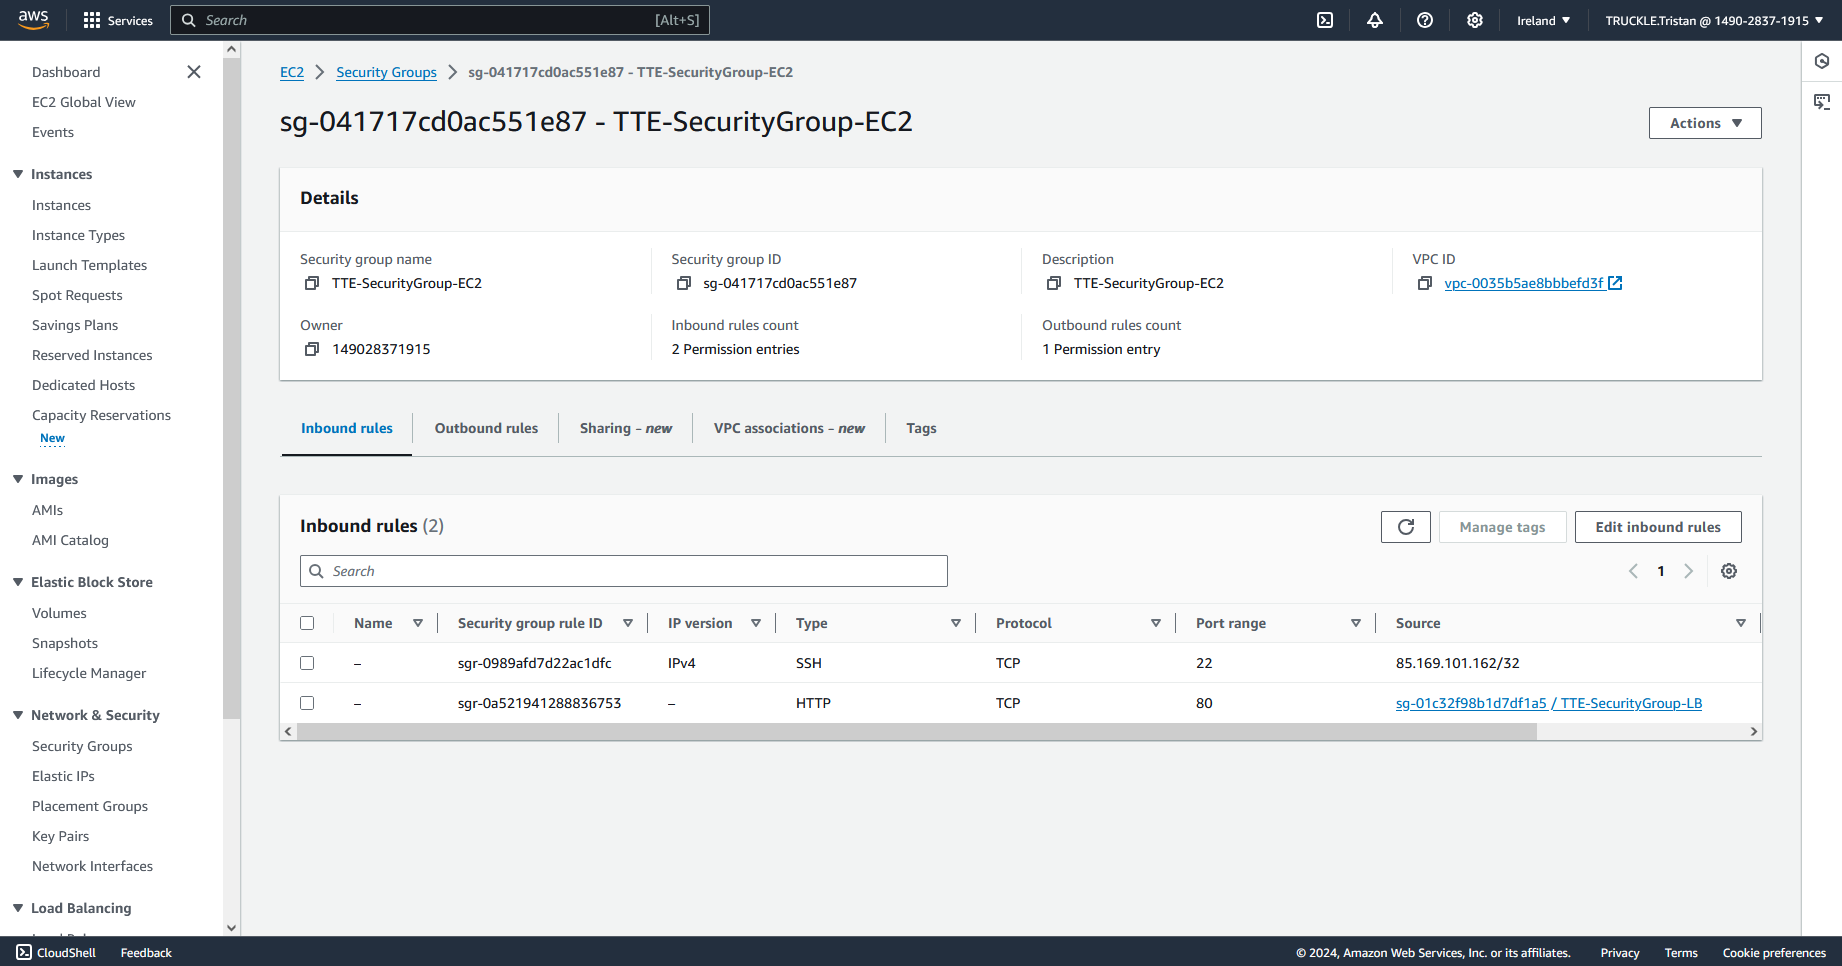 aws Services Search [Alt+S] Ireland TRUCKLE.Tristan @ 1490-2837-1915
Dashboard
EC2 Global View
Events
Instances
Instances
Instance Types
Launch Templates
Spot Requests
Savings Plans
Reserved Instances
Dedicated Hosts
Capacity Reservations
New
Images
AMIs
AMI Catalog
Elastic Block Store
Volumes
Snapshots
Lifecycle Manager
Network & Security
Security Groups
Elastic IPs
Placement Groups
Key Pairs
Network Interfaces
Load Balancing
EC2 Security Groups sg-041717cd0ac551e87 - TTE-SecurityGroup-EC2
sg-041717cd0ac551e87 - TTE-SecurityGroup-EC2
Actions
Details
Security group name Security group ID Description VPC ID
TTE-SecurityGroup-EC2 sg-041717cd0ac551e87 TTE-SecurityGroup-EC2 vpc-0035b5ae8bbbefd3f
Owner Inbound rules count Outbound rules count
149028371915 2 Permission entries 1 Permission entry
Inbound rules Outbound rules Sharing - new VPC associations - new Tags
Inbound rules (2) Manage tags Edit inbound rules
Search 1
Name Security group rule ID IP version Type Protocol Port range Source
– sgr-0989afd7d22ac1dfc IPv4 SSH TCP 22 85.169.101.162/32
– sgr-0a521941288836753 – HTTP TCP 80 sg-01c32f98b1d7df1a5 / TTE-SecurityGroup-LB
CloudShell Feedback © 2024, Amazon Web Services, Inc. or its affiliates. Privacy Terms Cookie preferences